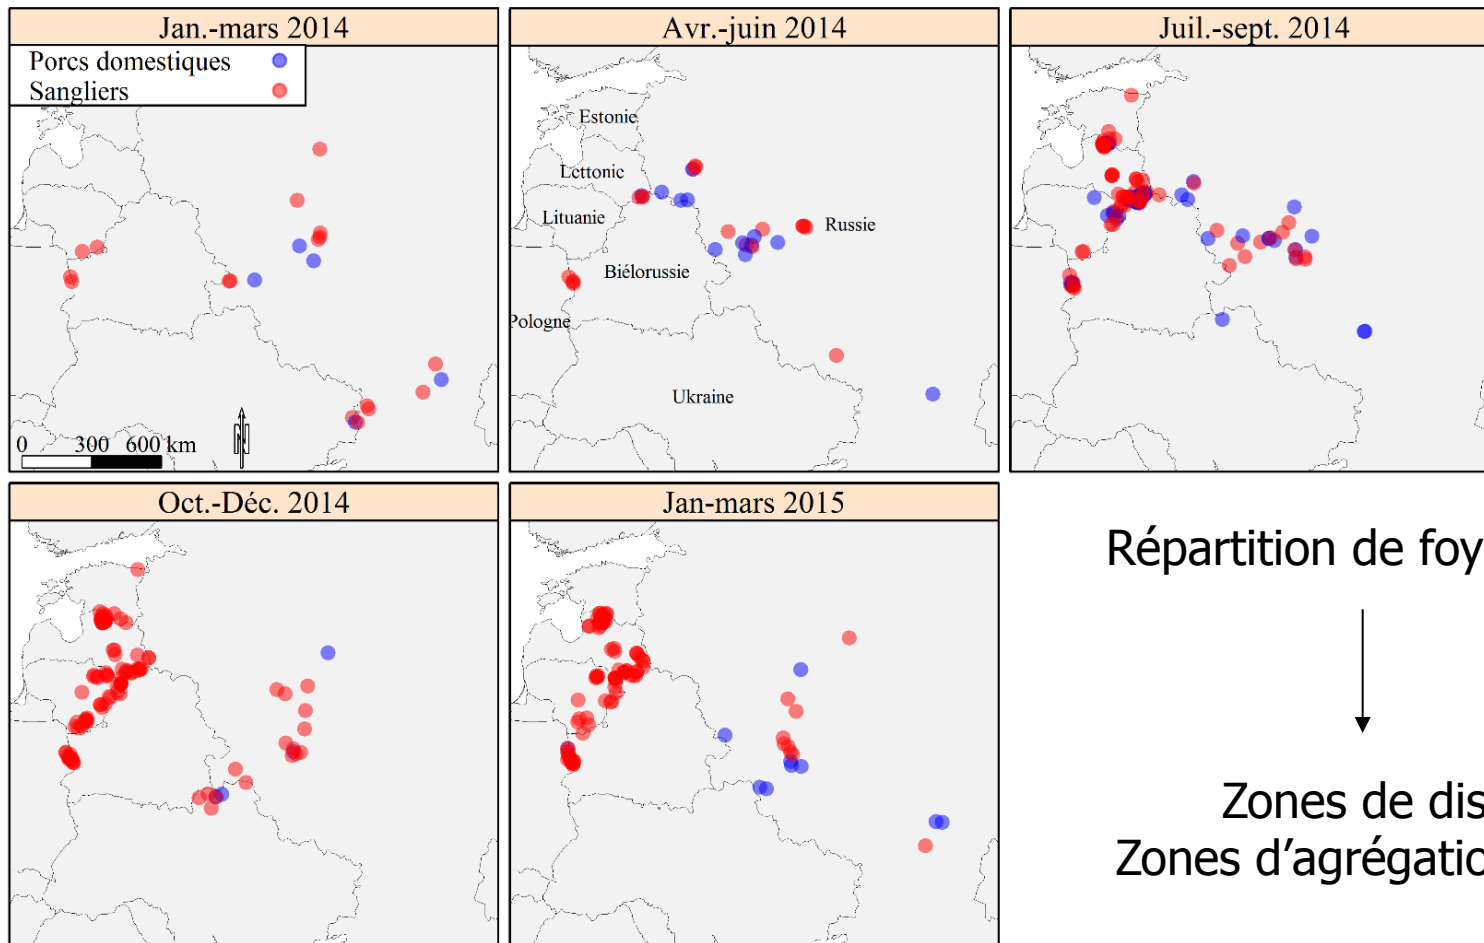 Jan.-mars 2014
Avr.-juin 2014
Juil.-sept. 2014
Porcs domestiques
Sangliers
Estonie
Lettonie
Lituanie
Russie
Biélorussie
Pologne
Ukraine
0 300 600 km
N
Oct.-Déc. 2014
Jan-mars 2015
Répartition de foy
Zones de dis
Zones d’agrégatio